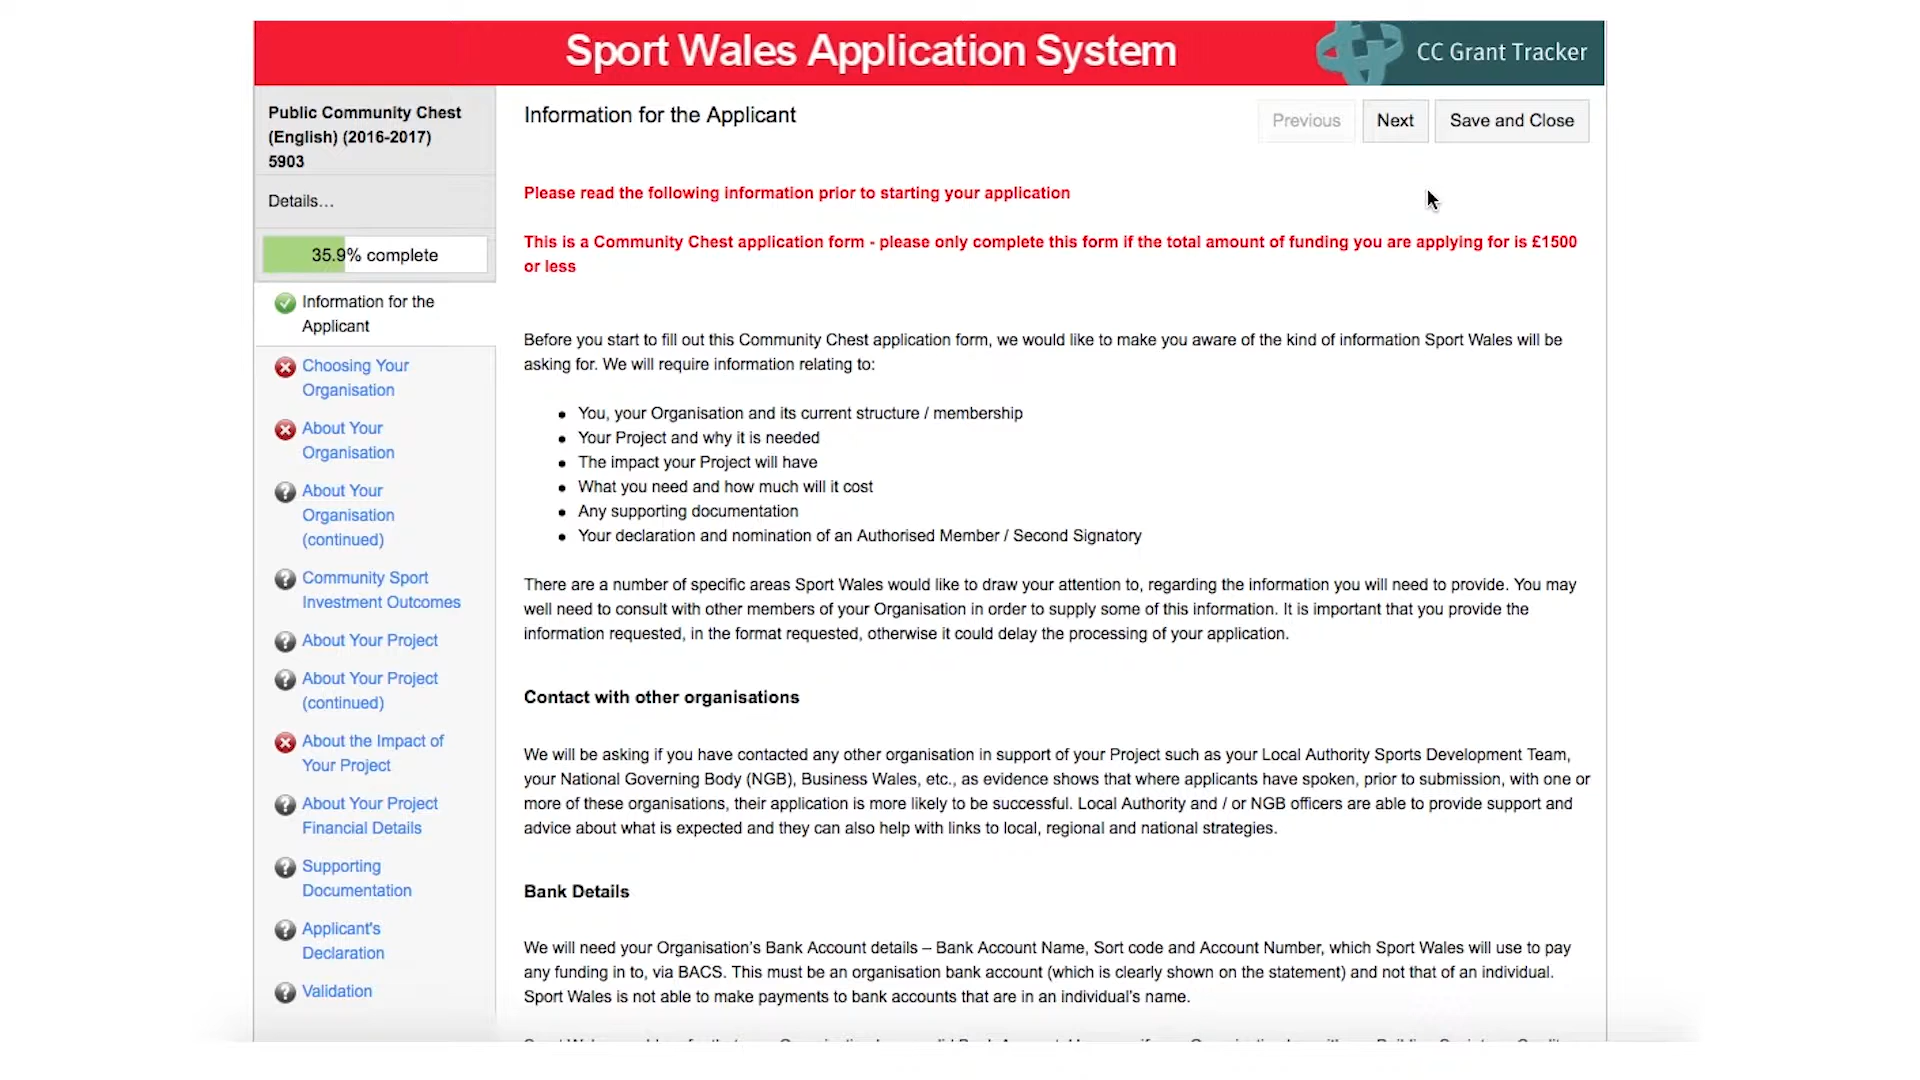 Sport Wales Application System
CC Grant Tracker
Public Community Chest
(English) (2016-2017)
5903
Details...
35.9% complete
Information for the
Applicant
Choosing Your
Organisation
About Your
Organisation
About Your
Organisation
(continued)
Community Sport
Investment Outcomes
About Your Project
About Your Project
(continued)
About the Impact of
Your Project
About Your Project
Financial Details
Supporting
Documentation
Applicant's
Declaration
Validation
Information for the Applicant
Previous
Next
Save and Close
Please read the following information prior to starting your application
This is a Community Chest application form - please only complete this form if the total amount of funding you are applying for is £1500
or less
Before you start to fill out this Community Chest application form, we would like to make you aware of the kind of information Sport Wales will be
asking for. We will require information relating to:
• You, your Organisation and its current structure / membership
• Your Project and why it is needed
• The impact your Project will have
• What you need and how much will it cost
• Any supporting documentation
• Your declaration and nomination of an Authorised Member / Second Signatory
There are a number of specific areas Sport Wales would like to draw your attention to, regarding the information you will need to provide. You may
well need to consult with other members of your Organisation in order to supply some of this information. It is important that you provide the
information requested, in the format requested, otherwise it could delay the processing of your application.
Contact with other organisations
We will be asking if you have contacted any other organisation in support of your Project such as your Local Authority Sports Development Team,
your National Governing Body (NGB), Business Wales, etc., as evidence shows that where applicants have spoken, prior to submission, with one or
more of these organisations, their application is more likely to be successful. Local Authority and / or NGB officers are able to provide support and
advice about what is expected and they can also help with links to local, regional and national strategies.
Bank Details
We will need your Organisation's Bank Account details – Bank Account Name, Sort code and Account Number, which Sport Wales will use to pay
any funding in to, via BACS. This must be an organisation bank account (which is clearly shown on the statement) and not that of an individual.
Sport Wales is not able to make payments to bank accounts that are in an individual's name.